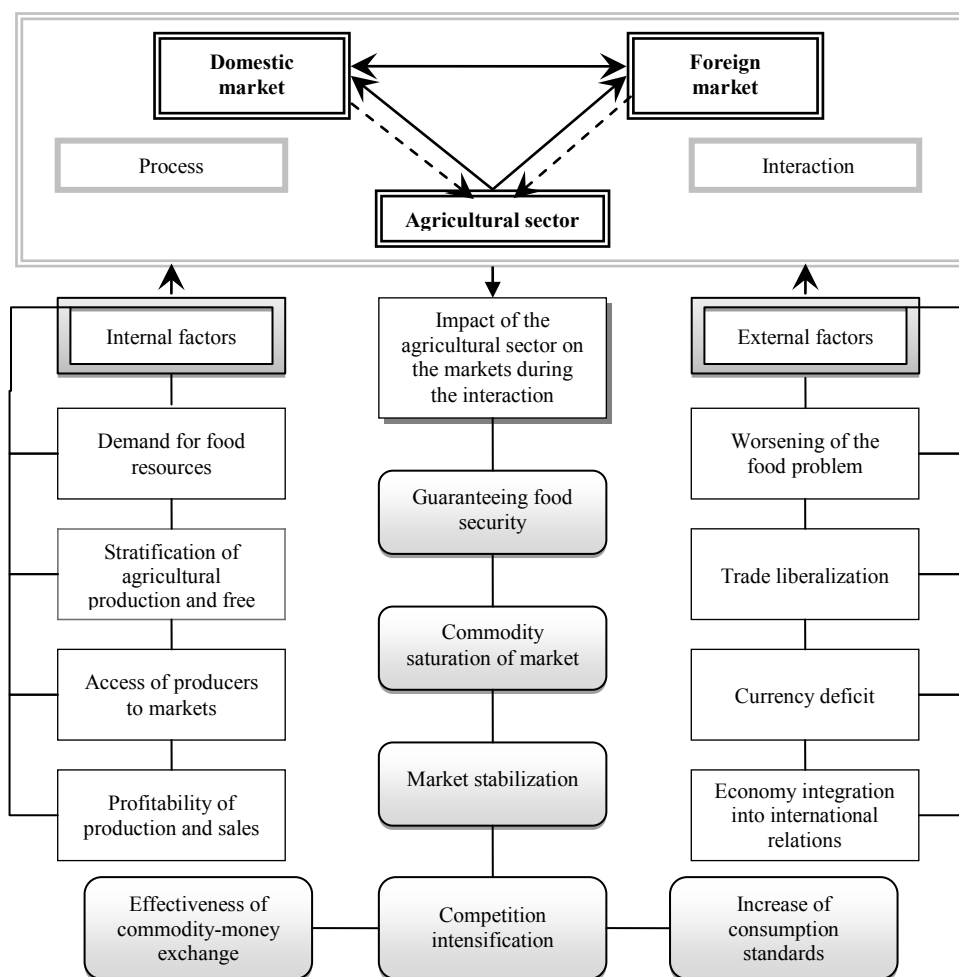 Domestic
market
Foreign
market
Process
Interaction
Agricultural sector
Internal factors
Impact of the
agricultural sector on
the markets during
the interaction
External factors
Demand for food
resources
Worsening of the
food problem
Guaranteeing food
security
Stratification of
agricultural
production and free
Trade liberalization
Commodity
saturation of market
Access of producers
to markets
Currency deficit
Market stabilization
Profitability of
production and sales
Economy integration
into international
relations
Effectiveness of
commodity-money
exchange
Competition
intensification
Increase of
consumption
standards